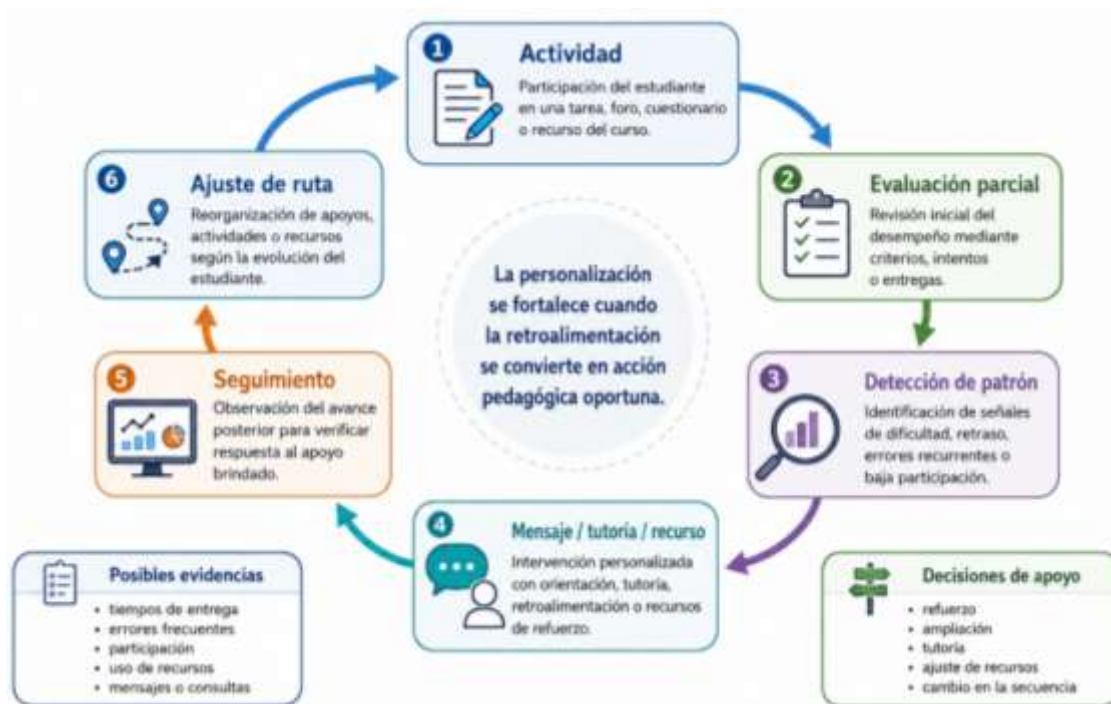 1
Actividad
Participación del estudiante
en una tarea, foro, cuestionario
o recurso del curso.
2
Evaluación parcial
Revisión inicial del
desempeño mediante
criterios, intentos
o entregas.
3
Detección de patrón
Identificación de señales
de dificultad, retraso,
errores recurrentes o
baja participación.
4
Mensaje / tutoría / recurso
Intervención personalizada
con orientación, tutoría,
retroalimentación o recursos
de refuerzo.
5
Seguimiento
Observación del avance
posterior para verificar
respuesta al apoyo
brindado.
6
Ajuste de ruta
Reorganización de apoyos,
actividades o recursos
según la evolución del
estudiante.
La personalización
se fortalece cuando
la retroalimentación
se convierte en acción
pedagógica oportuna.
Posibles evidencias
• tiempos de entrega
• errores frecuentes
• participación
• uso de recursos
• mensajes o consultas
Decisiones de apoyo
• refuerzo
• ampliación
• tutoría
• ajuste de recursos
• cambio en la secuencia